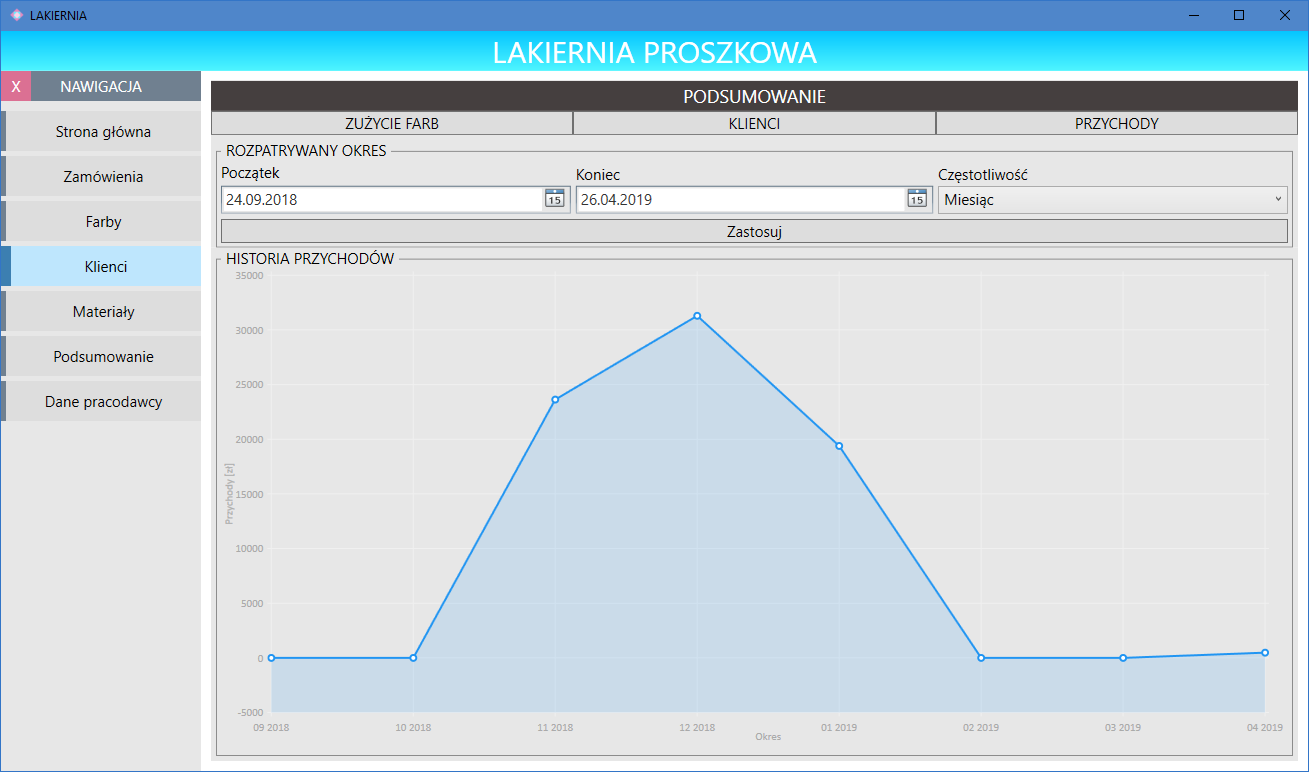 LAKIERNIA
LAKIERNIA PROSZKOWA
X NAWIGACJA
Strona główna
Zamówienia
Farby
Klienci
Materiały
Podsumowanie
Dane pracodawcy
PODSUMOWANIE
ZUŻYCIE FARB KLIENCI PRZYCHODY
ROZPATRYWANY OKRES
Początek Koniec Częstotliwość
24.09.2018 15 26.04.2019 15 Miesiąc
Zastosuj
HISTORIA PRZYCHODÓW
35000
30000
25000
20000
15000
10000
5000
0
-5000
Przychody [zł]
09 2018 10 2018 11 2018 12 2018 01 2019 02 2019 03 2019 04 2019
Okres